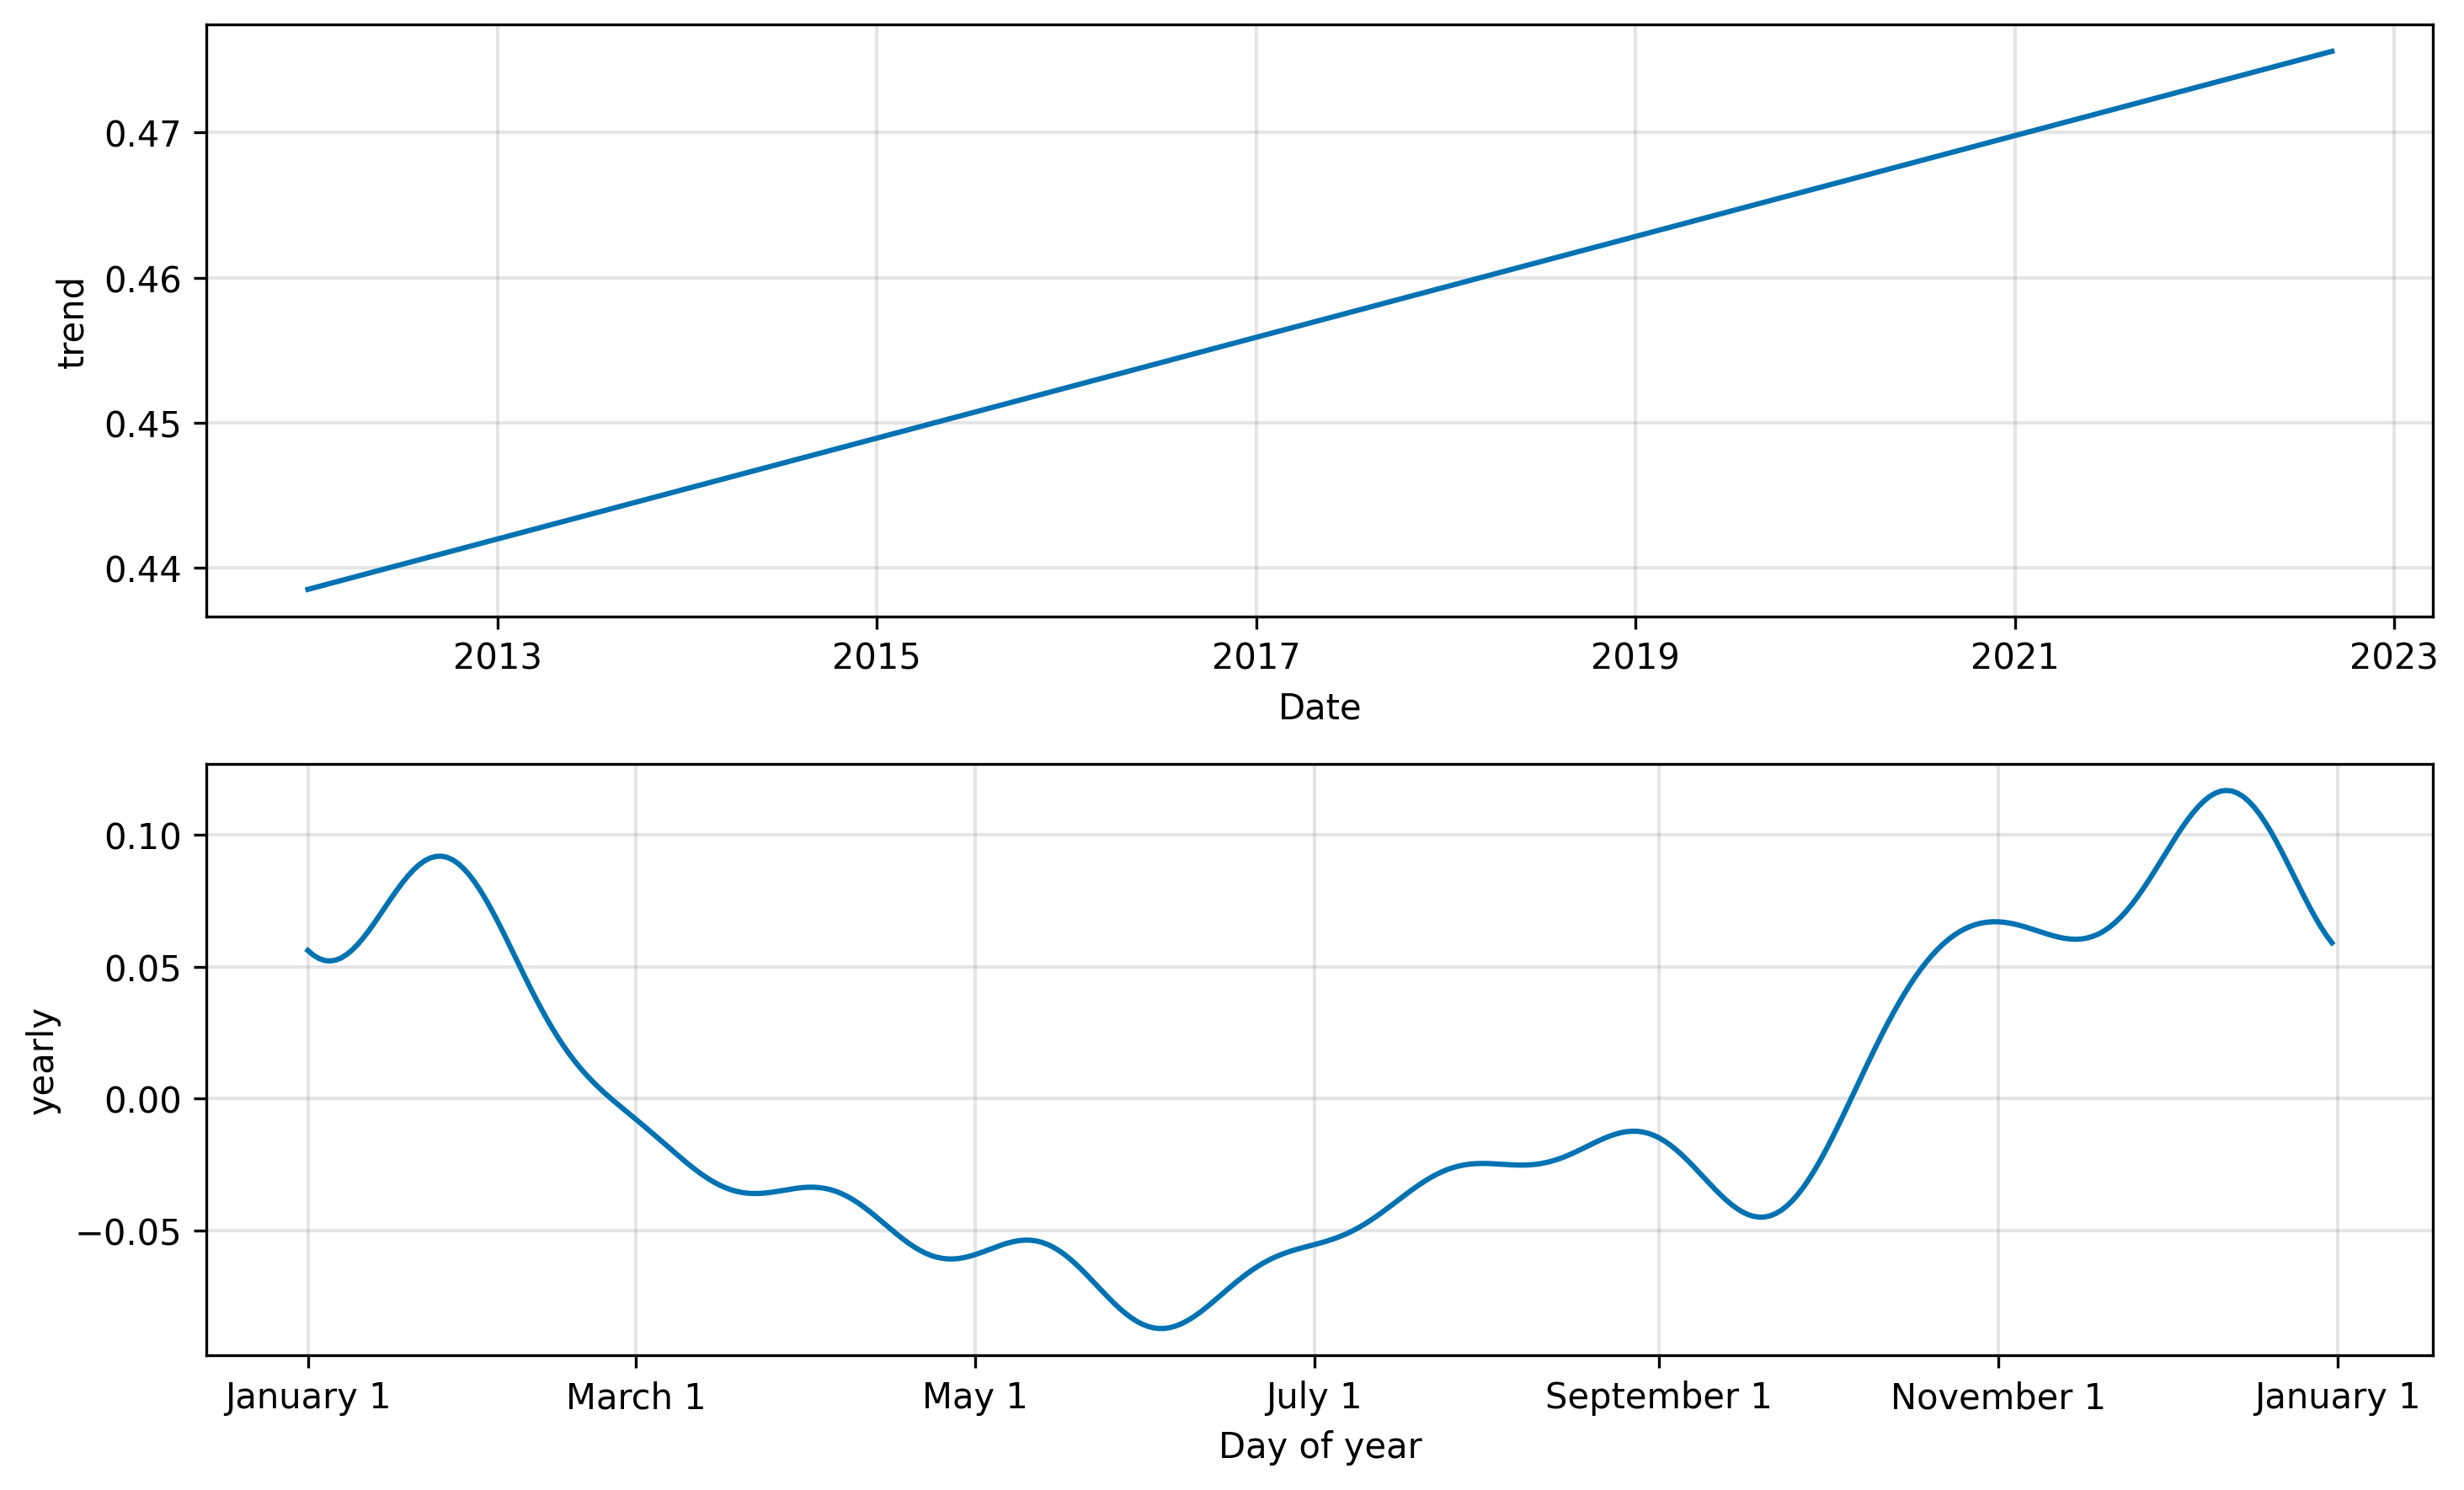 0.47
0.46
0.45
0.44
trend
2013 2015 2017 2019 2021 2023
Date
0.10
0.05
0.00
−0.05
yearly
January 1 March 1 May 1 July 1 September 1 November 1 January 1
Day of year